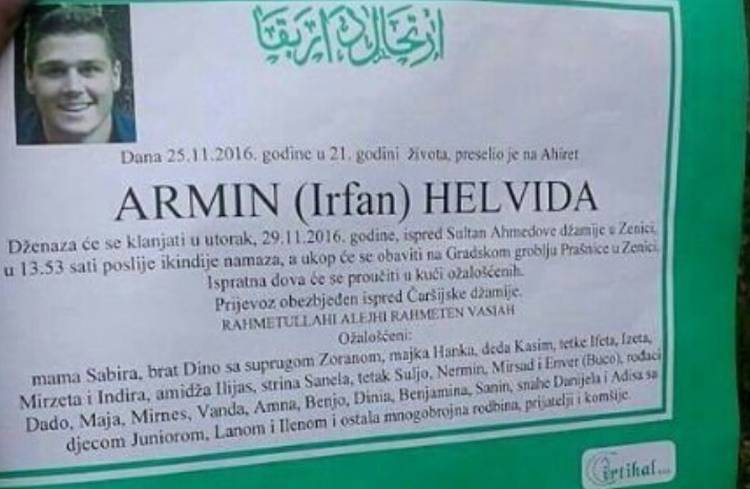 ارتحال دار بقا
Dana 25.11.2016. godine u 21. godini života, preselio je na Ahiret
ARMIN (Irfan) HELVIDA
Dženaza će se klanjati u utorak, 29.11.2016. godine, ispred Sultan Ahmedove džamije u Zenici,
u 13.53 sati poslije ikindije namaza, a ukop će se obaviti na Gradskom groblju Prašnice u Zenici.
Ispratna dova će se proučiti u kući ožalošćenih.
Prijevoz obezbjeđen ispred Čaršijske džamije.
RAHMETULLAHI ALEJHI RAHMETEN VASIAH
Ožalošćeni:
mama Sabira, brat Dino sa suprugom Zoranom, majka Hanka, deda Kasim, tetke Ifeta, Izeta,
Mirzeta i Indira, amidža Ilijas, strina Sanela, tetak Suljo, Nermin, Mirsad i Enver (Buco), rođaci
Dado, Maja, Mirnes, Vanda, Amna, Benjo, Dinia, Benjamina, Sanin, snahe Danijela i Adisa sa
djecom Juniorom, Lanom i Ilenom i ostala mnogobrojna rodbina, prijatelji i komšije.
irtihal